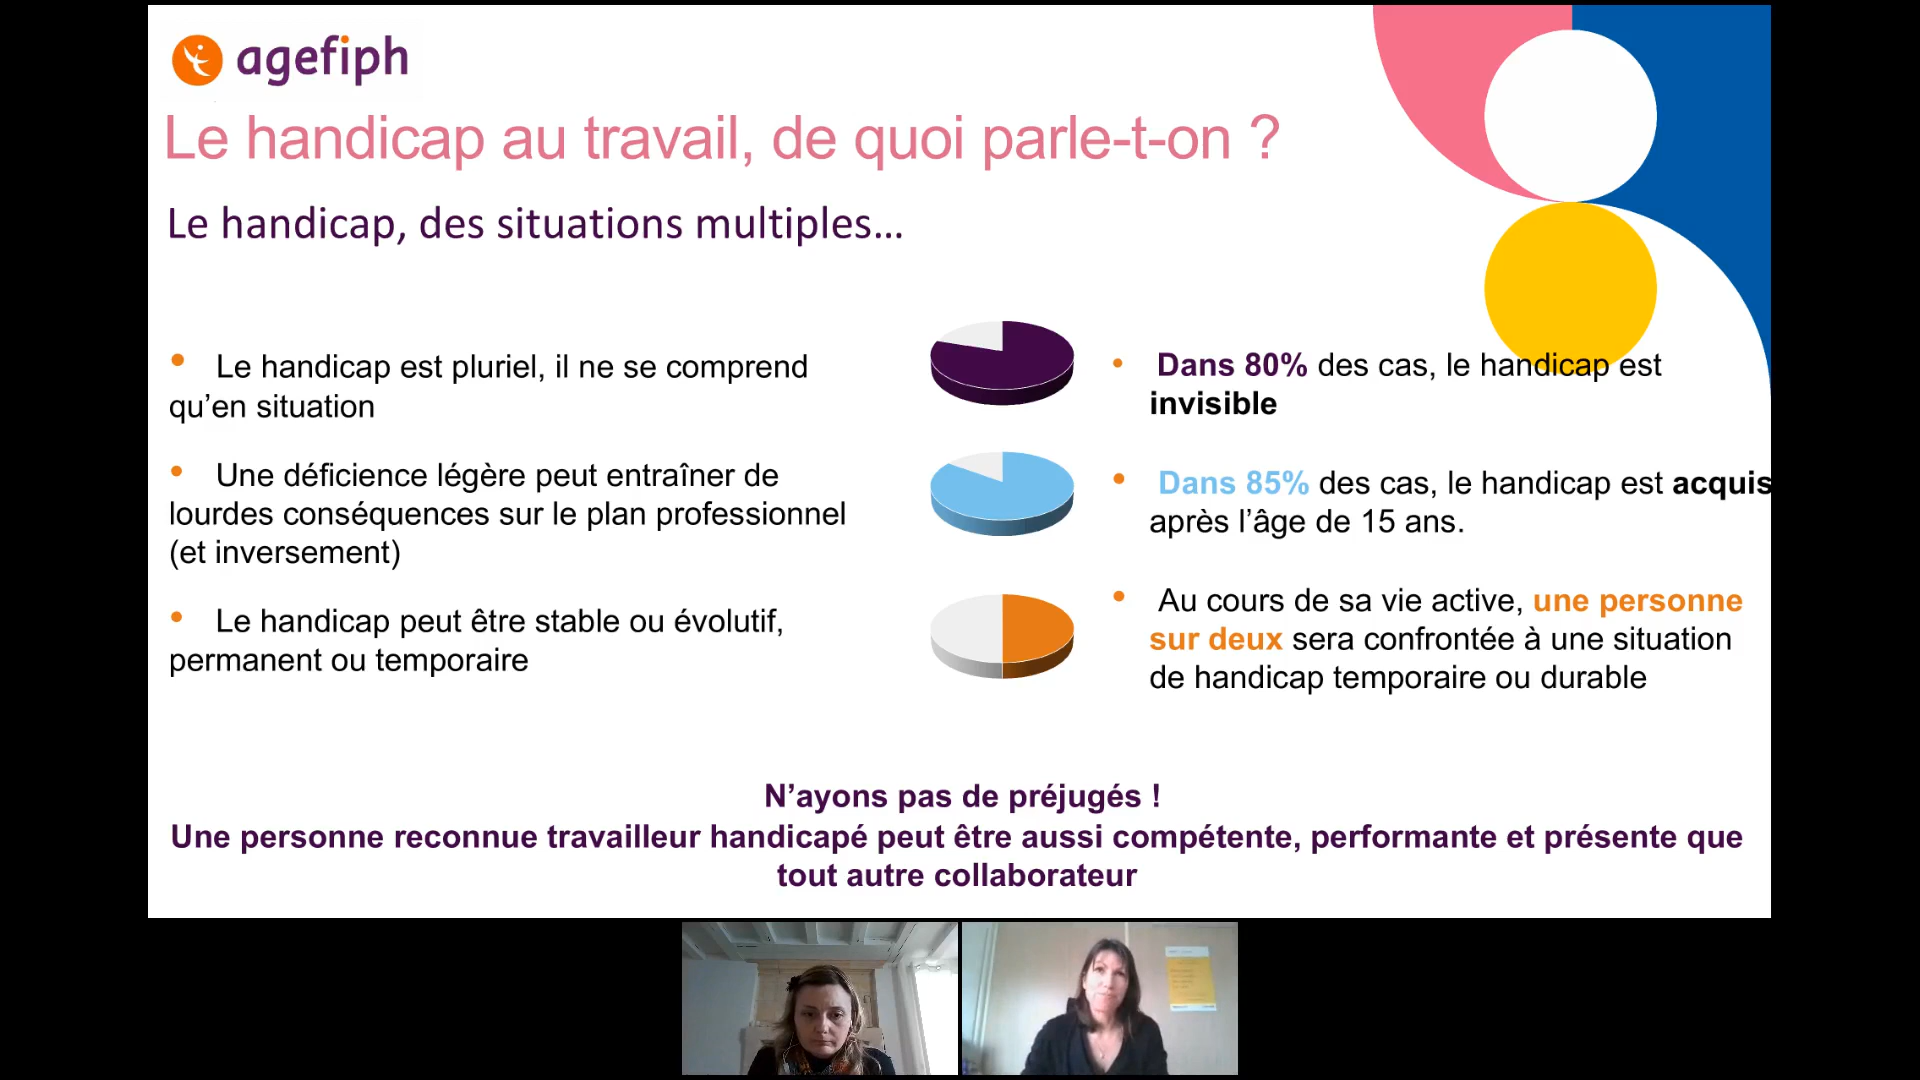 agefiph
Le handicap au travail, de quoi parle-t-on ?
Le handicap, des situations multiples...
• Le handicap est pluriel, il ne se comprend
qu’en situation
• Une déficience légère peut entraîner de
lourdes conséquences sur le plan professionnel
(et inversement)
• Le handicap peut être stable ou évolutif,
permanent ou temporaire
• Dans 80% des cas, le handicap est
invisible
• Dans 85% des cas, le handicap est acquis
après l’âge de 15 ans.
• Au cours de sa vie active, une personne
sur deux sera confrontée à une situation
de handicap temporaire ou durable
N’ayons pas de préjugés !
Une personne reconnue travailleur handicapé peut être aussi compétente, performante et présente que
tout autre collaborateur